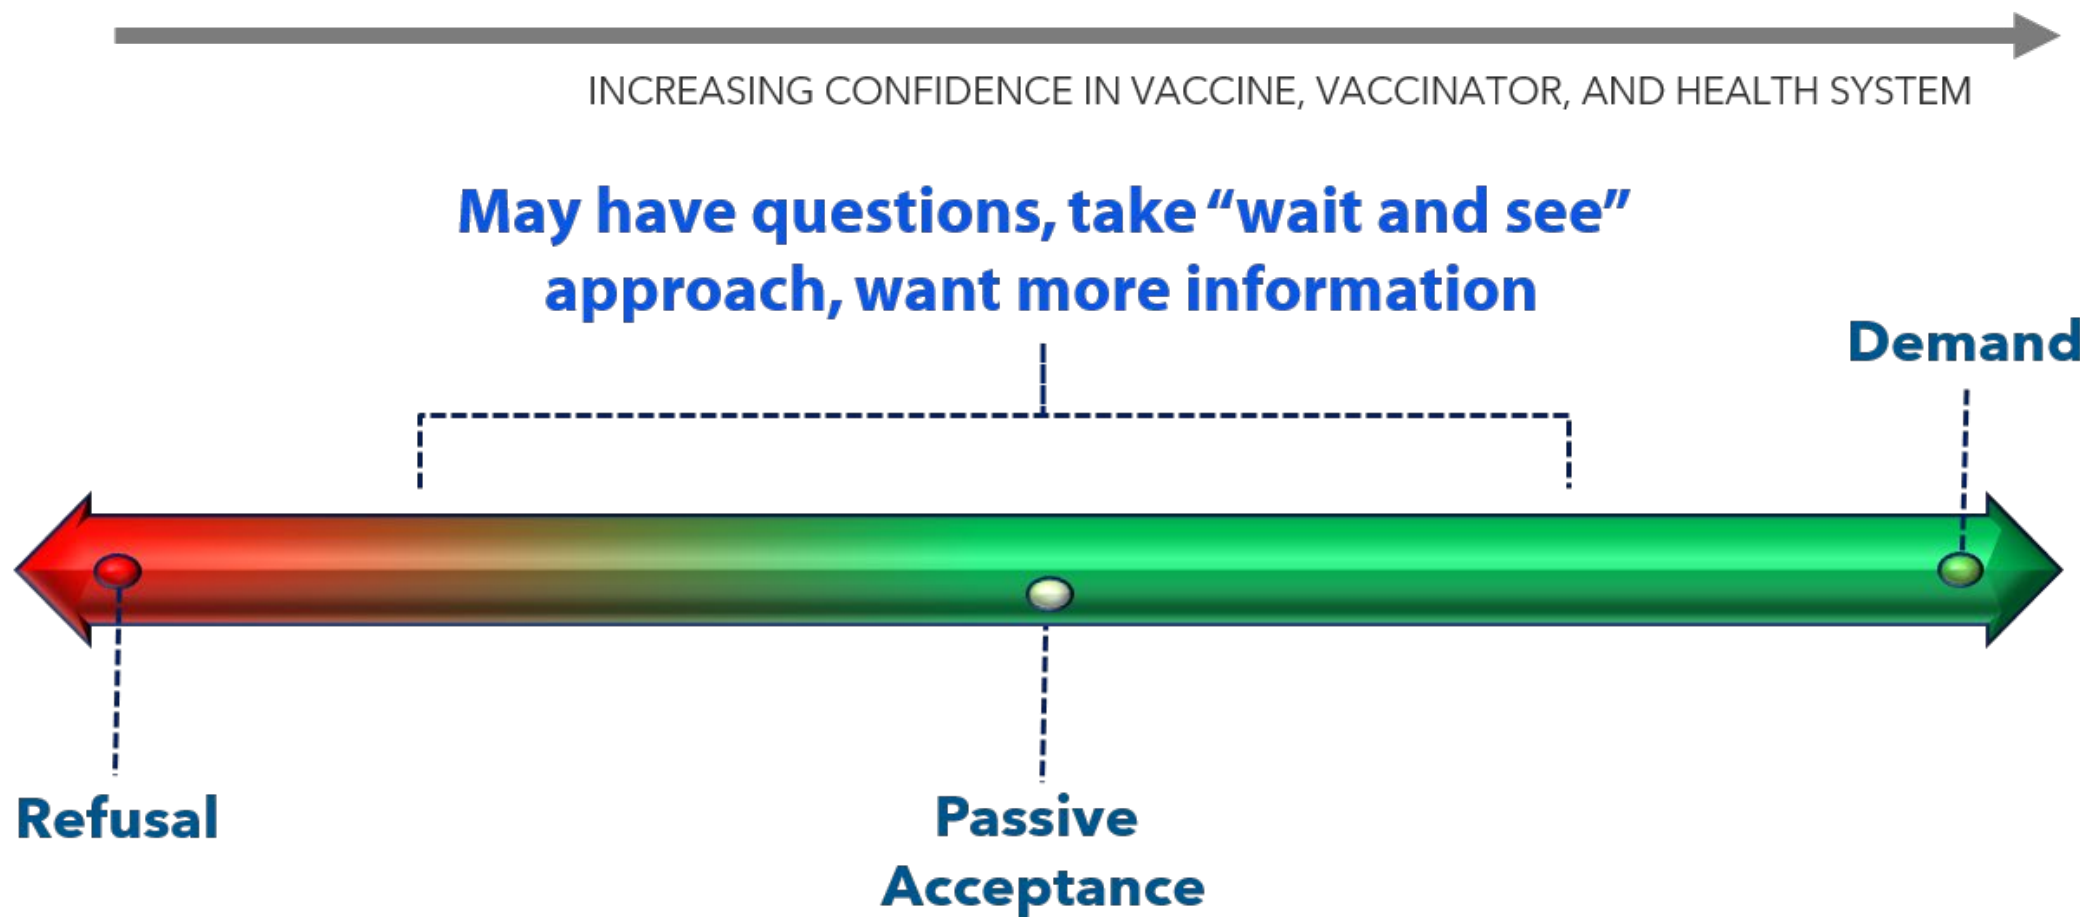 INCREASING CONFIDENCE IN VACCINE, VACCINATOR, AND HEALTH SYSTEM
May have questions, take “wait and see”
approach, want more information
Demand
Refusal
Passive
Acceptance